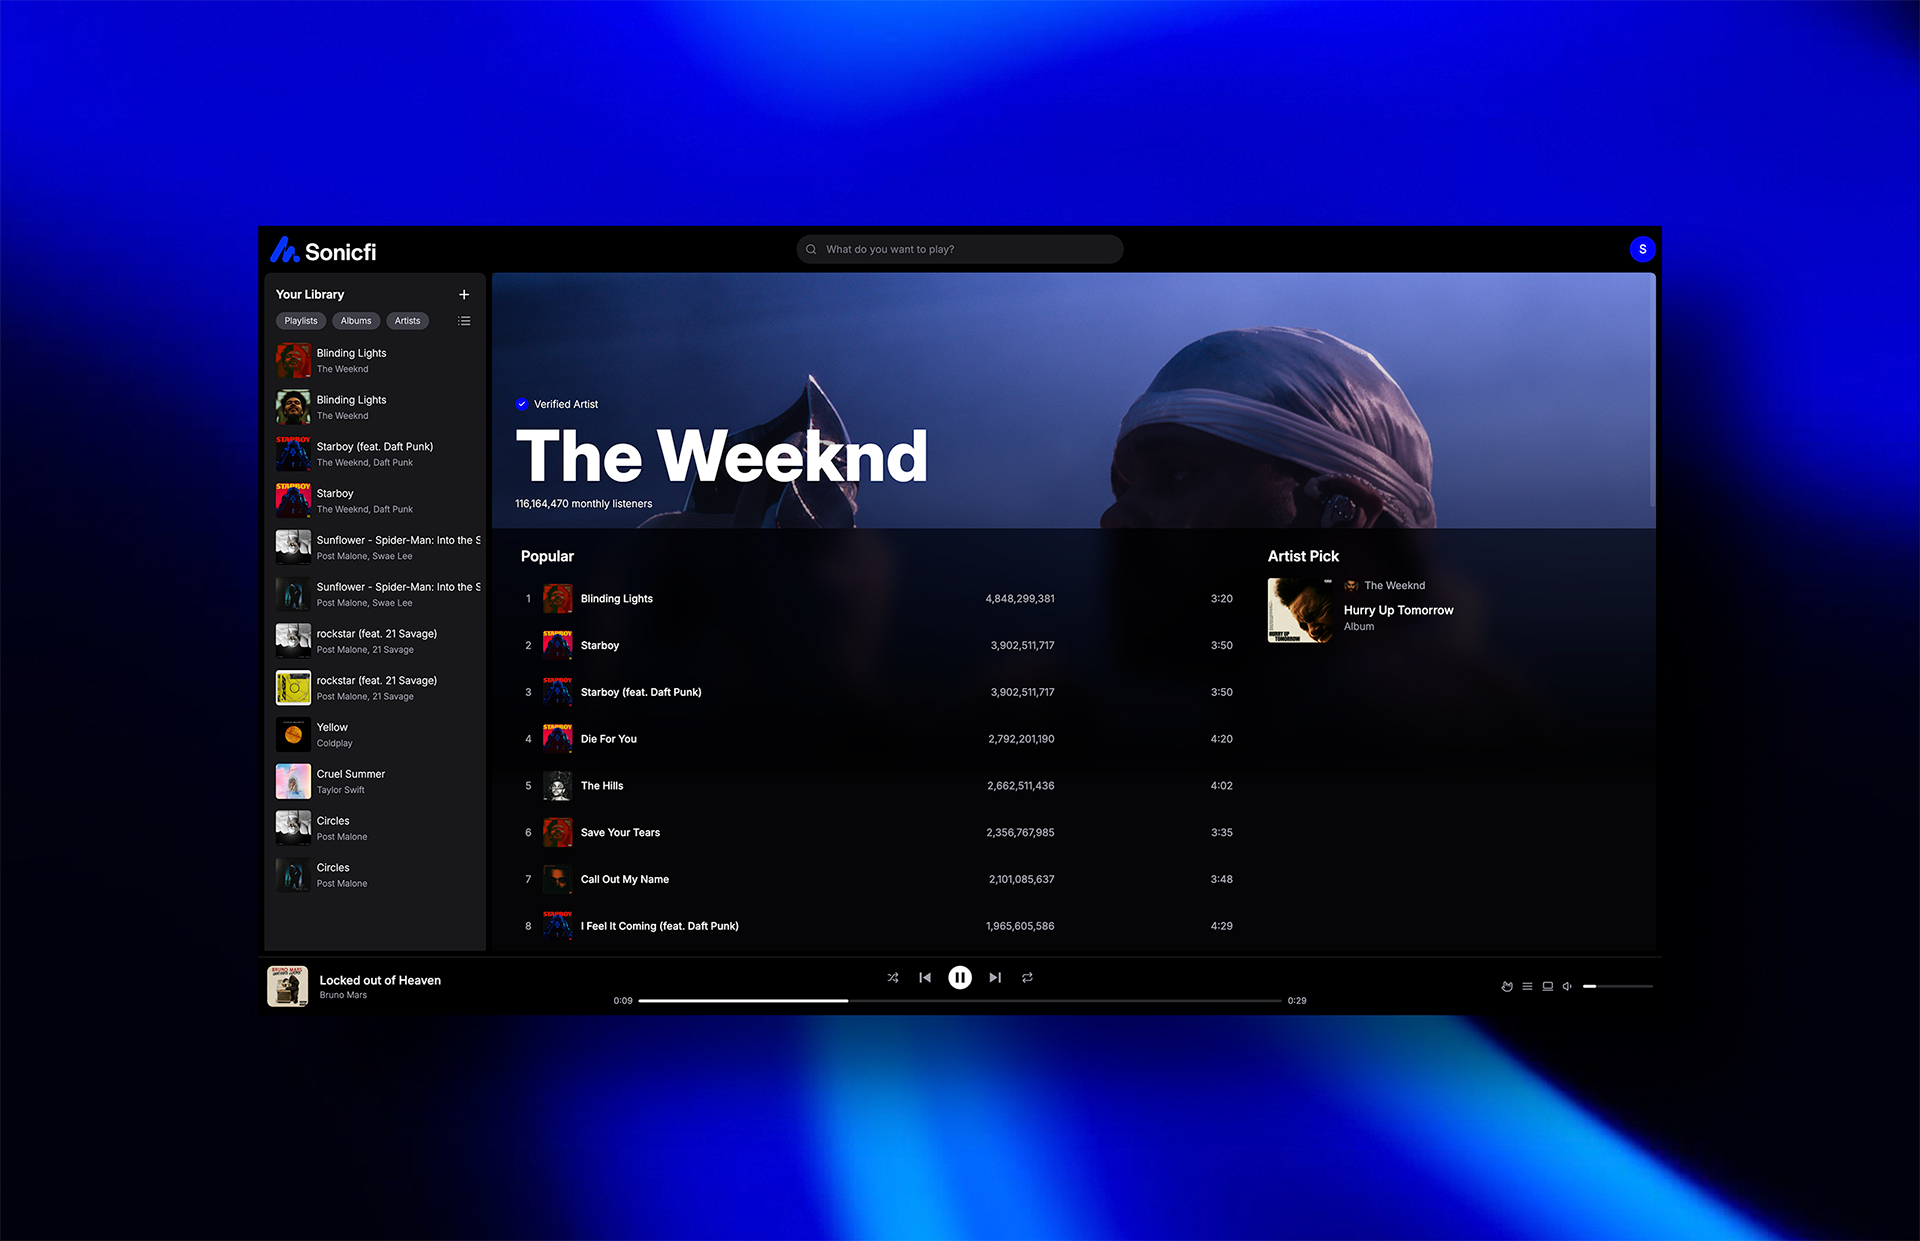 Sonicfi
What do you want to play?
S
Your Library
Playlists Albums Artists
Blinding Lights
The Weeknd
Blinding Lights
The Weeknd
Starboy (feat. Daft Punk)
The Weeknd, Daft Punk
Starboy
The Weeknd, Daft Punk
Sunflower - Spider-Man: Into the S
Post Malone, Swae Lee
Sunflower - Spider-Man: Into the S
Post Malone, Swae Lee
rockstar (feat. 21 Savage)
Post Malone, 21 Savage
rockstar (feat. 21 Savage)
Post Malone, 21 Savage
Yellow
Coldplay
Cruel Summer
Taylor Swift
Circles
Post Malone
Circles
Post Malone
Verified Artist
The Weeknd
116,164,470 monthly listeners
Popular
1 Blinding Lights 4,848,299,381 3:20
2 STARBOY Starboy 3,902,511,717 3:50
3 STARBOY Starboy (feat. Daft Punk) 3,902,511,717 3:50
4 STARBOY Die For You 2,792,201,190 4:20
5 The Hills 2,662,511,436 4:02
6 Save Your Tears 2,356,767,985 3:35
7 Call Out My Name 2,101,085,637 3:48
8 STARBOY I Feel It Coming (feat. Daft Punk) 1,965,605,586 4:29
Artist Pick
The Weeknd
Hurry Up Tomorrow
Album
HURRY UP
TOMORROW
BRUNO MARS
Locked out of Heaven
Bruno Mars
0:09 0:29